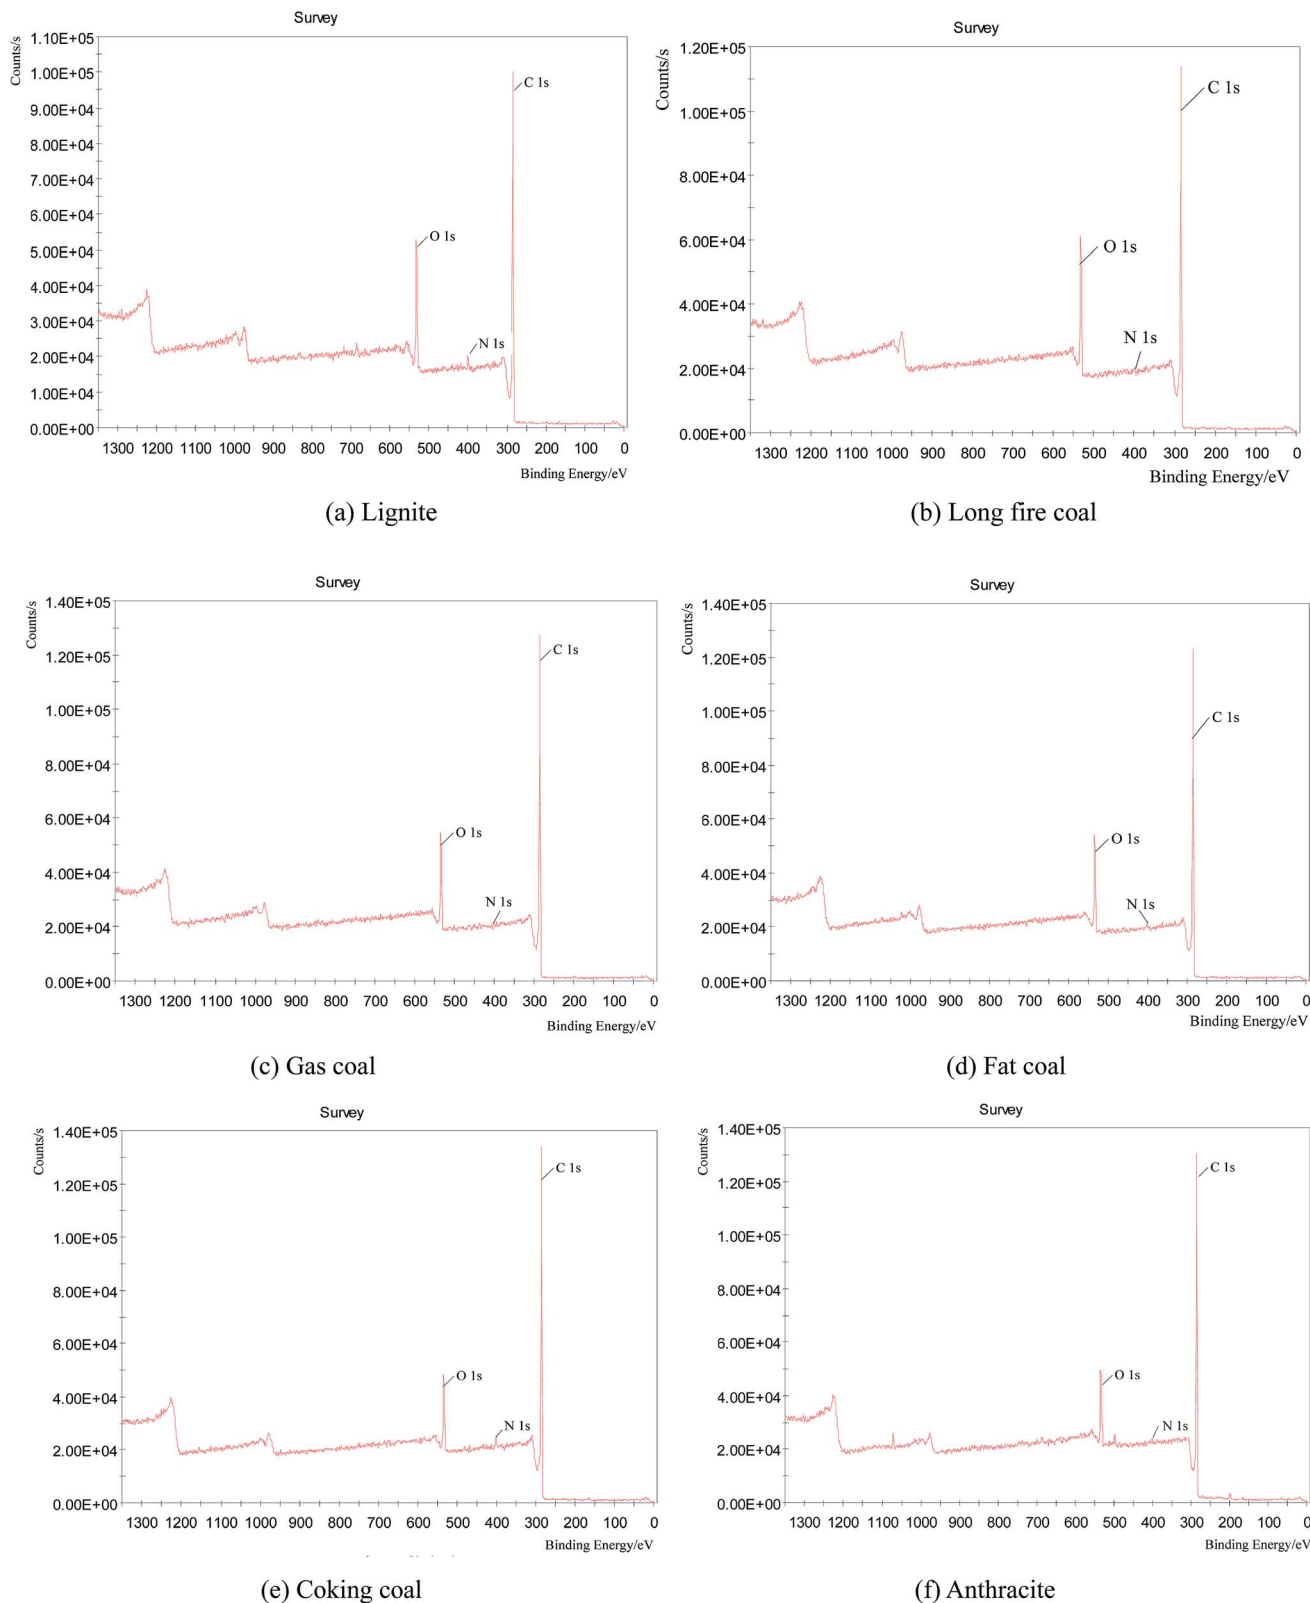 Survey
Counts/s
1.10E+05
1.00E+05
9.00E+04
8.00E+04
7.00E+04
6.00E+04
5.00E+04
4.00E+04
3.00E+04
2.00E+04
1.00E+04
0.00E+00
C 1s
O 1s
N 1s
1300 1200 1100 1000 900 800 700 600 500 400 300 200 100 0
Binding Energy/eV
(a) Lignite
Survey
Counts/s
1.20E+05
1.00E+05
8.00E+04
6.00E+04
4.00E+04
2.00E+04
0.00E+00
C 1s
O 1s
N 1s
1300 1200 1100 1000 900 800 700 600 500 400 300 200 100 0
Binding Energy/eV
(b) Long fire coal
Survey
Counts/s
1.40E+05
1.20E+05
1.00E+05
8.00E+04
6.00E+04
4.00E+04
2.00E+04
0.00E+00
C 1s
O 1s
N 1s
1300 1200 1100 1000 900 800 700 600 500 400 300 200 100 0
Binding Energy/eV
(c) Gas coal
Survey
Counts/s
1.40E+05
1.20E+05
1.00E+05
8.00E+04
6.00E+04
4.00E+04
2.00E+04
0.00E+00
C 1s
O 1s
N 1s
1300 1200 1100 1000 900 800 700 600 500 400 300 200 100 0
Binding Energy/eV
(d) Fat coal
Survey
Counts/s
1.40E+05
1.20E+05
1.00E+05
8.00E+04
6.00E+04
4.00E+04
2.00E+04
0.00E+00
C 1s
O 1s
N 1s
1300 1200 1100 1000 900 800 700 600 500 400 300 200 100 0
Binding Energy/eV
(e) Coking coal
Survey
Counts/s
1.40E+05
1.20E+05
1.00E+05
8.00E+04
6.00E+04
4.00E+04
2.00E+04
0.00E+00
C 1s
O 1s
N 1s
1300 1200 1100 1000 900 800 700 600 500 400 300 200 100 0
Binding Energy/eV
(f) Anthracite